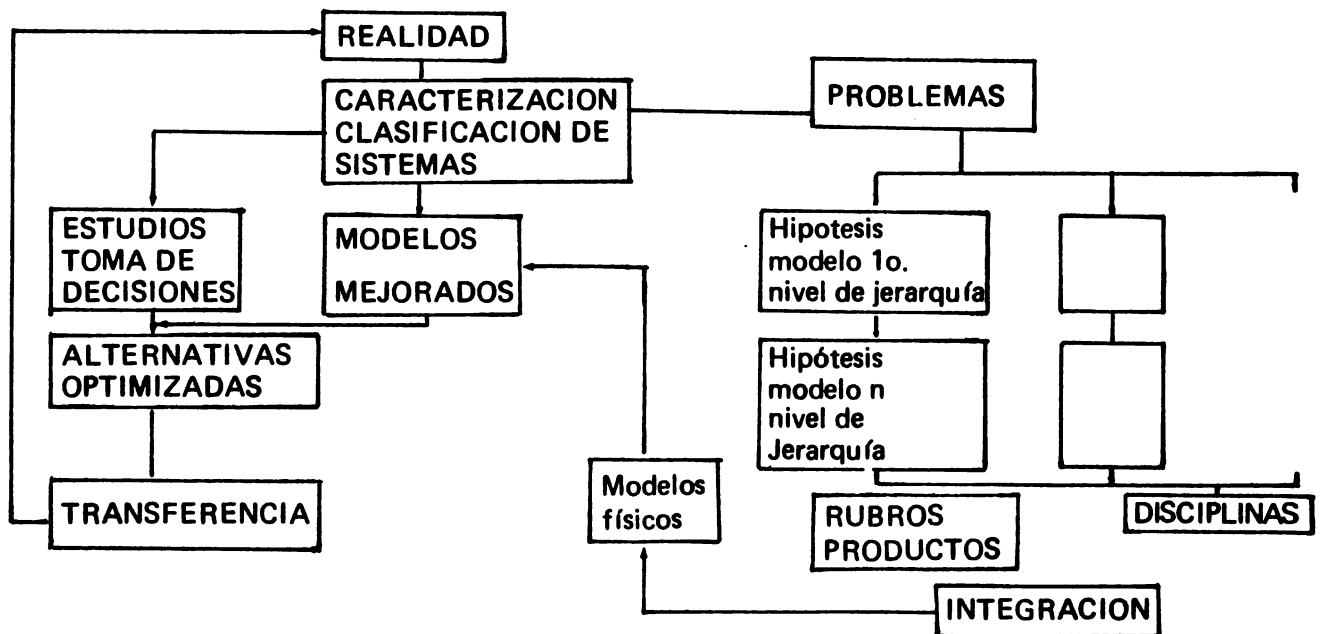 REALIDAD
CARACTERIZACION
CLASIFICACION DE
SISTEMAS
PROBLEMAS
ESTUDIOS
TOMA DE
DECISIONES
MODELOS
MEJORADOS
Hipotesis
modelo 1o.
nivel de jerarquía
ALTERNATIVAS
OPTIMIZADAS
Hipótesis
modelo n
nivel de
Jerarquía
TRANSFERENCIA
Modelos
físicos
RUBROS
PRODUCTOS
DISCIPLINAS
INTEGRACION